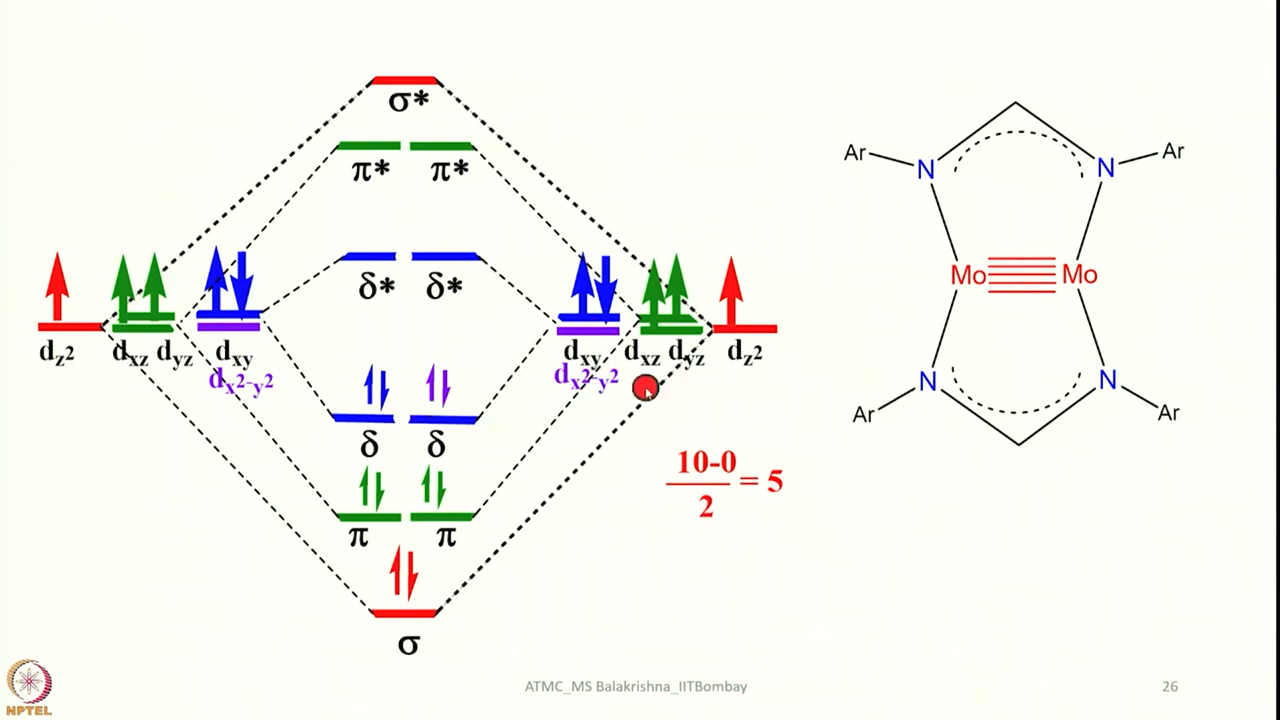 σ*
π* π*
δ* δ*
dz² dxz dyz dxy
dx²-y²
dxy dxz dyz dz²
dx²-y²
δ δ
π π
σ
10-0
2
= 5
Ar N N Ar
Mo Mo
Ar N N Ar
NPTEL
ATMC_MS Balakrishna_IITBombay
26